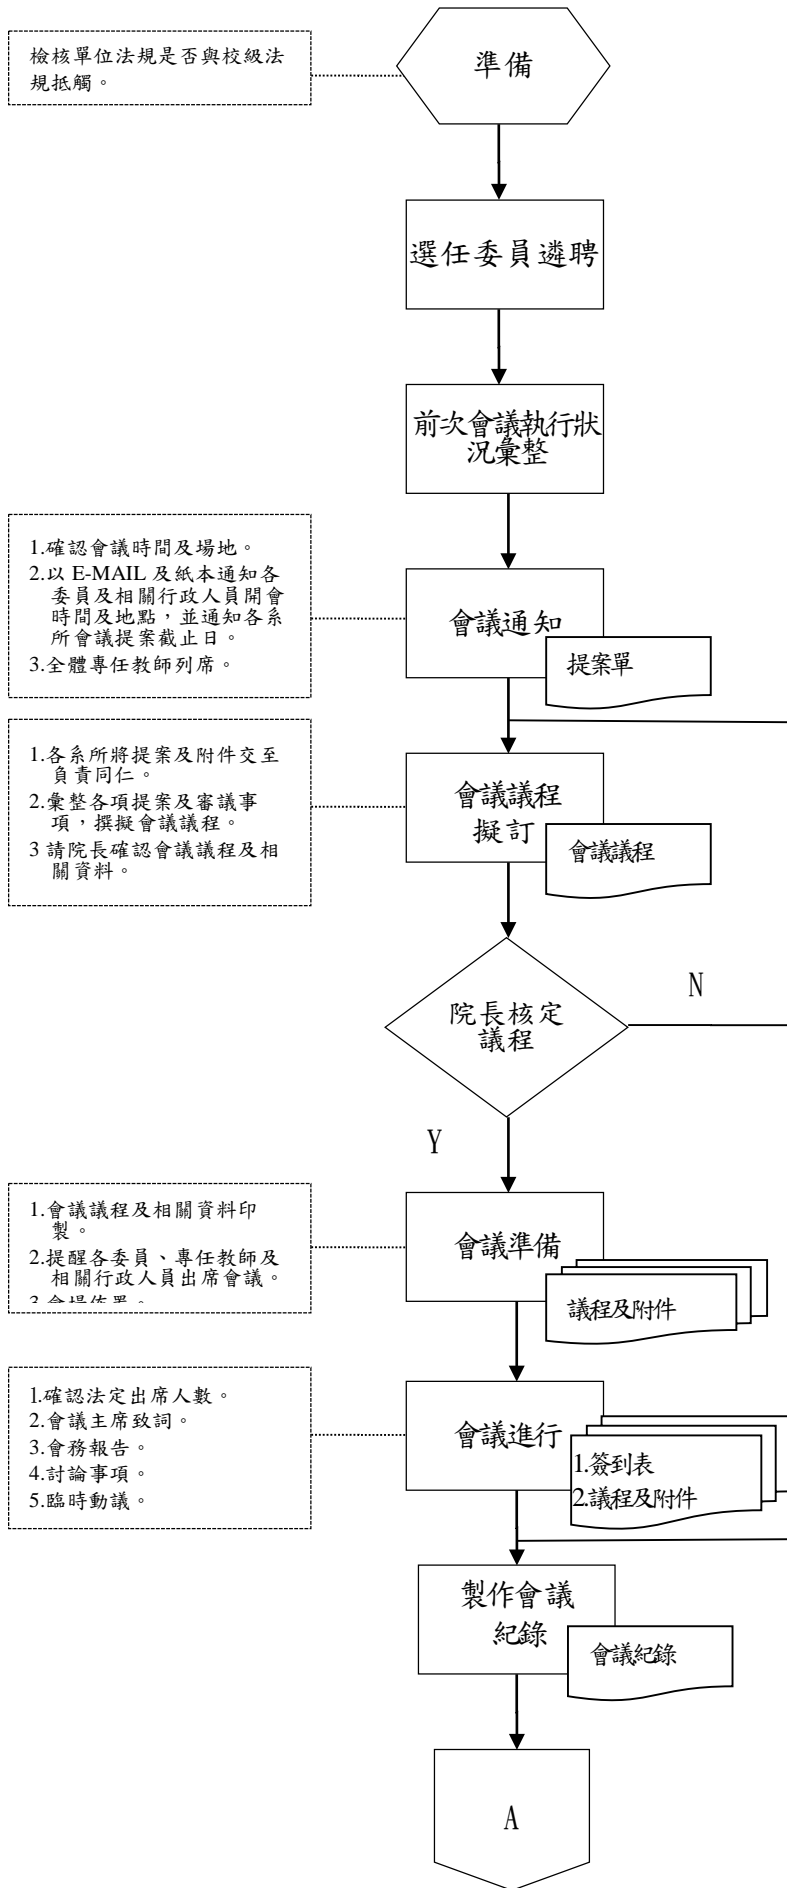 檢核單位法規是否與校級法
規抵觸。
準備
選任委員遴聘
前次會議執行狀
況彙整
1.確認會議時間及場地。
2.以 E-MAIL 及紙本通知各
委員及相關行政人員開會
時間及地點，並通知各系
所會議提案截止日。
3.全體專任教師列席。
會議通知
提案單
1.各系所將提案及附件交至
負責同仁。
2.彙整各項提案及審議事
項，撰擬會議議程。
3 請院長確認會議議程及相
關資料。
會議議程
擬訂
會議議程
院長核定
議程
N
Y
1.會議議程及相關資料印
製。
2.提醒各委員、專任教師及
相關行政人員出席會議。
會議準備
議程及附件
1.確認法定出席人數。
2.會議主席致詞。
3.會務報告。
4.討論事項。
5.臨時動議。
會議進行
1.簽到表
2.議程及附件
製作會議
紀錄
會議紀錄
A